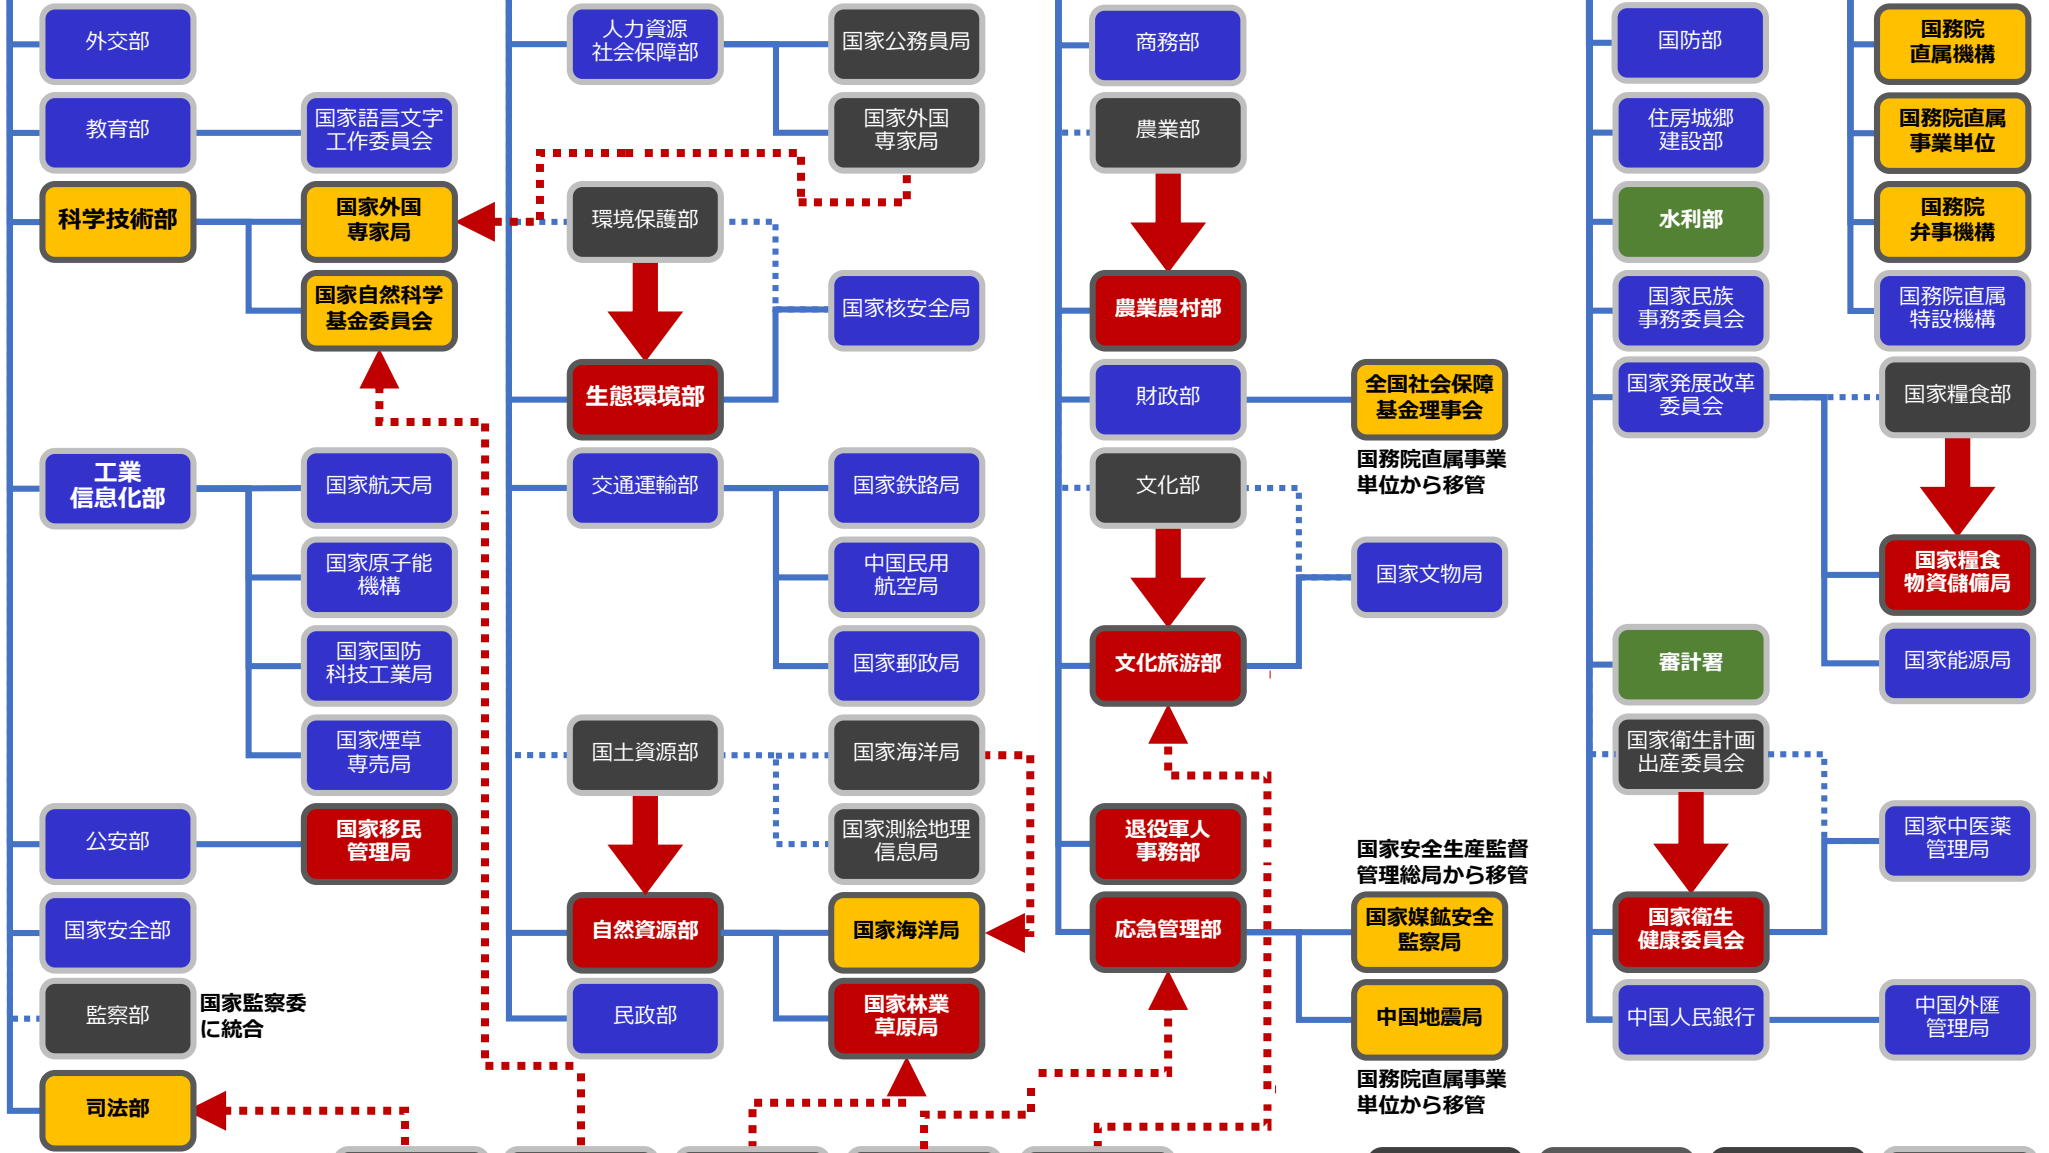 外交部
教育部
国家語言文字
工作委員会
科学技術部
国家外国
専家局
国家自然科学
基金委員会
工業
信息化部
国家航天局
国家原子能
機構
国家国防
科技工業局
国家煙草
専売局
公安部
国家移民
管理局
国家安全部
監察部
国家監察委
に統合
司法部
人力資源
社会保障部
国家公務員局
国家外国
専家局
環境保護部
国家核安全局
生態環境部
交通運輸部
国家鉄路局
中国民用
航空局
国家郵政局
国土資源部
国家海洋局
国家測絵地理
信息局
自然資源部
国家海洋局
国家林業
草原局
民政部
商務部
農業部
農業農村部
財政部
全国社会保障
基金理事会
国務院直属事業
単位から移管
文化部
国家文物局
文化旅游部
退役軍人
事務部
応急管理部
国家安全生産監督
管理総局から移管
国家媒鉱安全
監察局
中国地震局
国務院直属事業
単位から移管
国防部
住房城郷
建設部
水利部
国家民族
事務委員会
国家発展改革
委員会
国家糧食部
国家糧食
物資儲備局
国家能源局
審計署
国家衛生計画
出産委員会
国家中医薬
管理局
国家衛生
健康委員会
中国人民銀行
中国外匯
管理局
国務院
直属機構
国務院直属
事業単位
国務院
弁事機構
国務院直属
特設機構